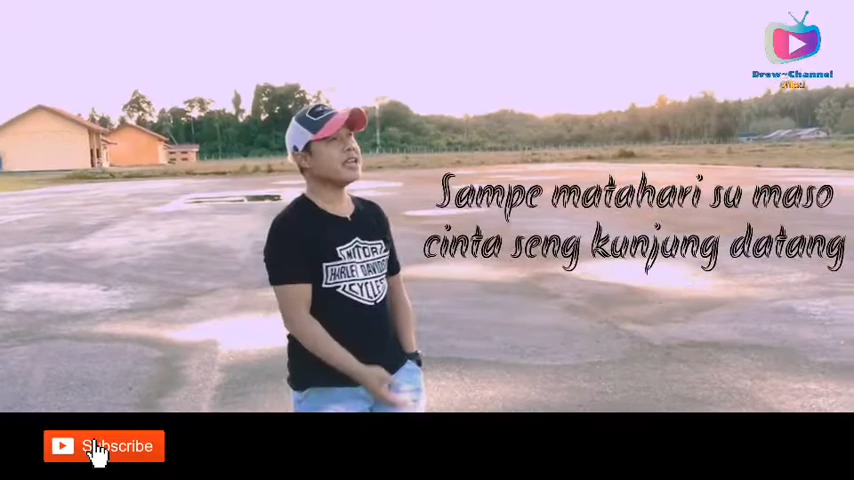 Drew~Channel
Sampe matahari su maso
cinta seng kunjung datang
HARLEY-DAVIDSON
CYCLES
Subscribe